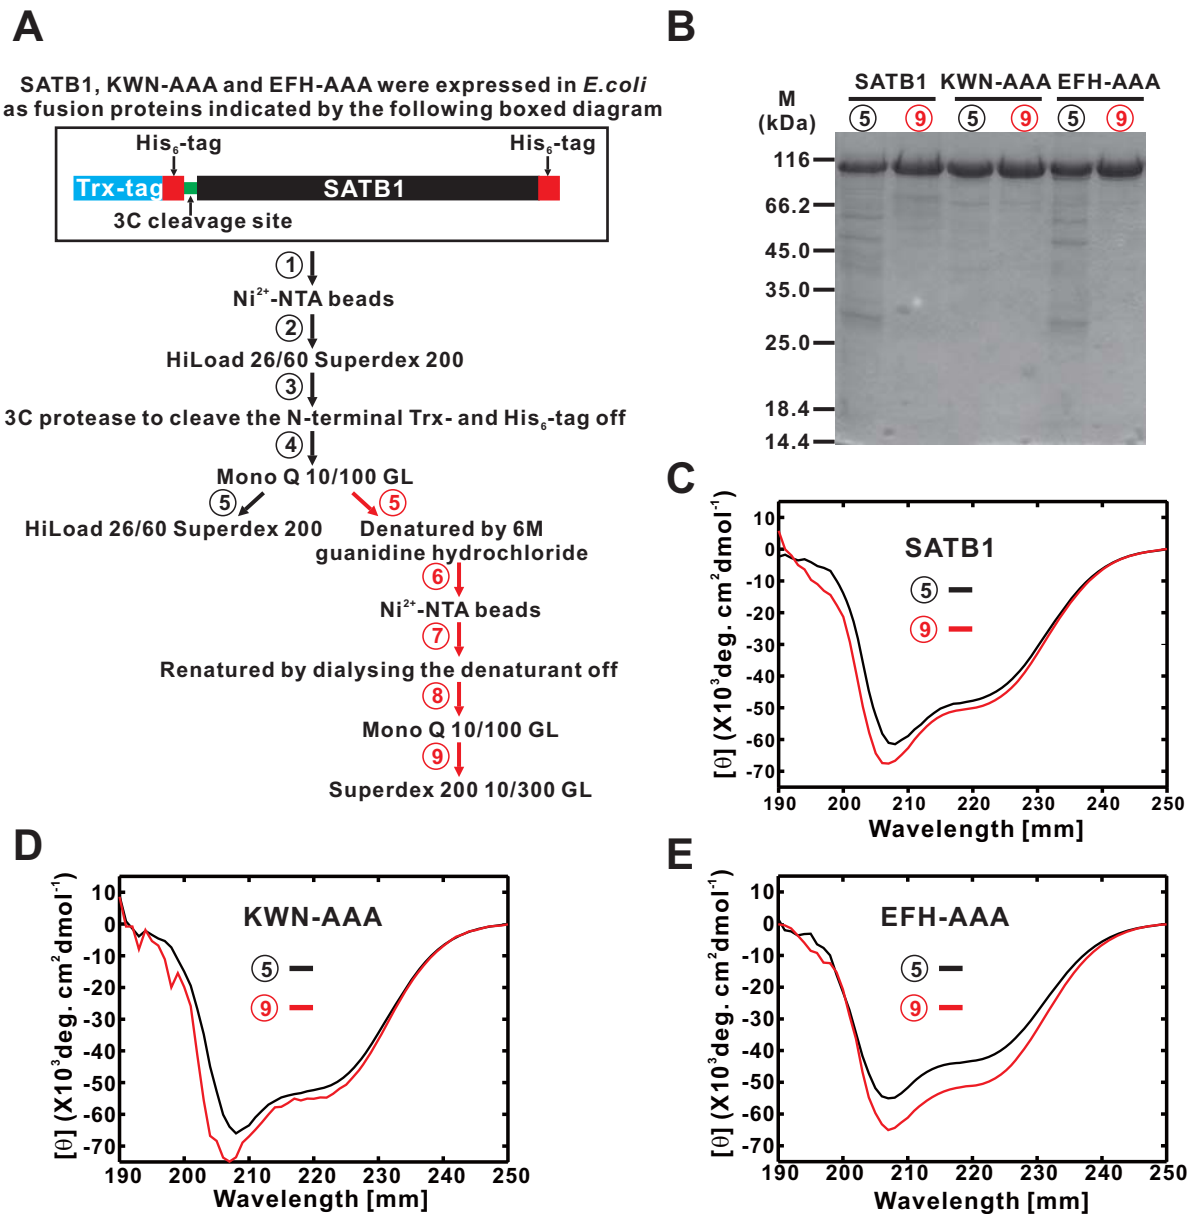 A
SATB1, KWN-AAA and EFH-AAA were expressed in E.coli
as fusion proteins indicated by the following boxed diagram
His6-tag
His6-tag
Trx-tag
SATB1
3C cleavage site
1
Ni2+-NTA beads
2
HiLoad 26/60 Superdex 200
3
3C protease to cleave the N-terminal Trx- and His6-tag off
4
Mono Q 10/100 GL
5
5
HiLoad 26/60 Superdex 200
Denatured by 6M
guanidine hydrochloride
6
Ni2+-NTA beads
7
Renatured by dialysing the denaturant off
8
Mono Q 10/100 GL
9
Superdex 200 10/300 GL
B
SATB1 KWN-AAA EFH-AAA
M
(kDa)
5 9 5 9 5 9
116
66.2
45.0
35.0
25.0
18.4
14.4
C
[θ] (X10³deg. cm²dmol⁻¹)
10
0
-10
-20
-30
-40
-50
-60
-70
SATB1
5
9
190 200 210 220 230 240 250
Wavelength [mm]
D
[θ] (X10³deg. cm²dmol⁻¹)
10
0
-10
-20
-30
-40
-50
-60
-70
KWN-AAA
5
9
190 200 210 220 230 240 250
Wavelength [mm]
E
[θ] (X10³deg. cm²dmol⁻¹)
10
0
-10
-20
-30
-40
-50
-60
-70
EFH-AAA
5
9
190 200 210 220 230 240 250
Wavelength [mm]